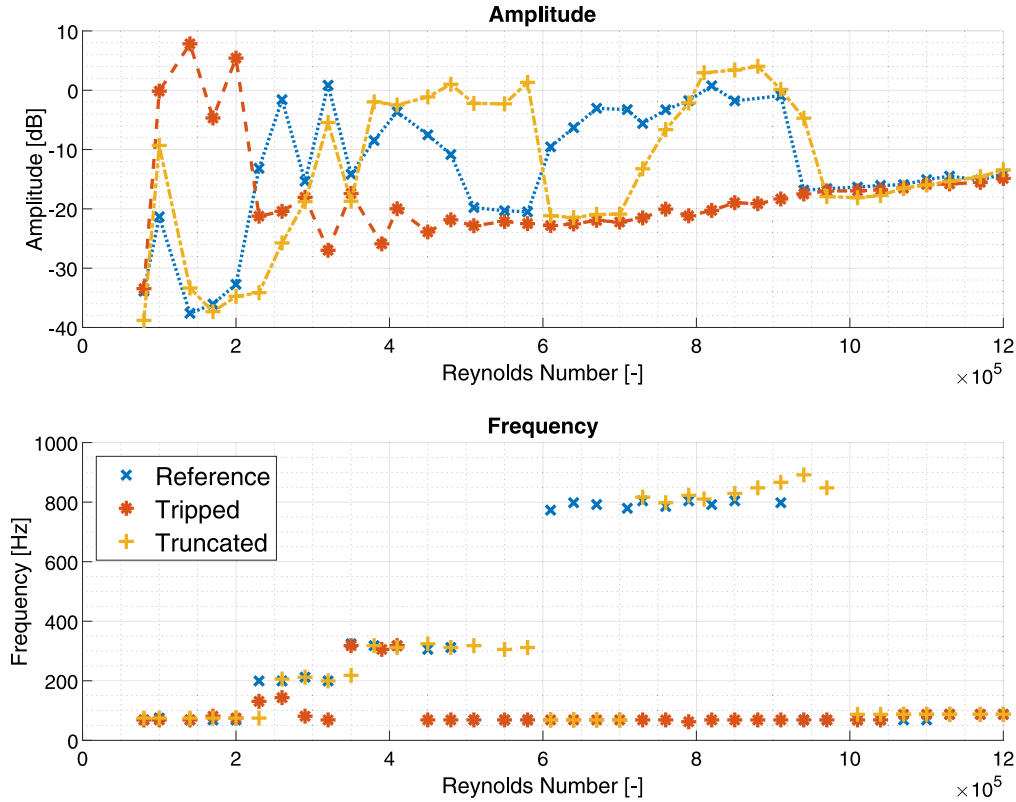 Amplitude
10
0
-10
-20
-30
-40
Amplitude [dB]
0 2 4 6 8 10 12
Reynolds Number [-]
×10^5
Frequency
1000
800
600
400
200
0
Frequency [Hz]
Reference
Tripped
Truncated
0 2 4 6 8 10 12
Reynolds Number [-]
×10^5